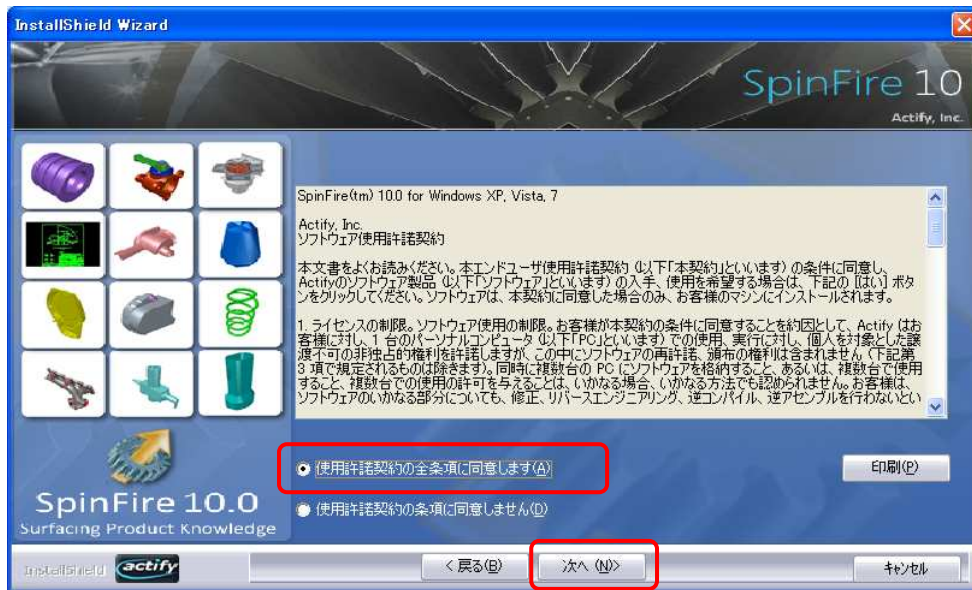 InstallShield Wizard
SpinFire 10
Actify, Inc.
SpinFire(tm) 10.0 for Windows XP, Vista, 7
Actify, Inc.
ソフトウェア使用許諾契約
本文書をよくお読みください。本エンドユーザ使用許諾契約 (以下「本契約」といいます) の条件に同意し、
Actifyのソフトウェア製品 (以下「ソフトウェア」といいます) の入手、使用を希望する場合は、下記の [はい] ボタ
ンをクリックしてください。ソフトウェアは、本契約に同意した場合のみ、お客様のマシンにインストールされます。
1. ライセンスの制限。ソフトウェア使用の制限。お客様が本契約の条件に同意することを約因として、Actify はお
客様に対し、1 台のパーソナルコンピュータ (以下「PC」といいます) での使用、実行に対し、個人を対象とした譲
渡不可の非独占的権利を許諾しますが、この中にソフトウェアの再許諾、頒布の権利は含まれません (下記第
3 項で規定されるものは除きます)。同時に複数台の PC にソフトウェアを格納すること、あるいは、複数台で使用
すること、複数台での使用の許可を与えることは、いかなる場合、いかなる方法でも認められません。お客様は、
ソフトウェアのいかなる部分についても、修正、リバースエンジニアリング、逆コンパイル、逆アセンブルを行わないとい
使用許諾契約の全条項に同意します(A)
印刷(P)
使用許諾契約の条項に同意しません(D)
SpinFire 10.0
Surfacing Product Knowledge
InstallShield
actify
< 戻る(B)
次へ (N)>
キャンセル